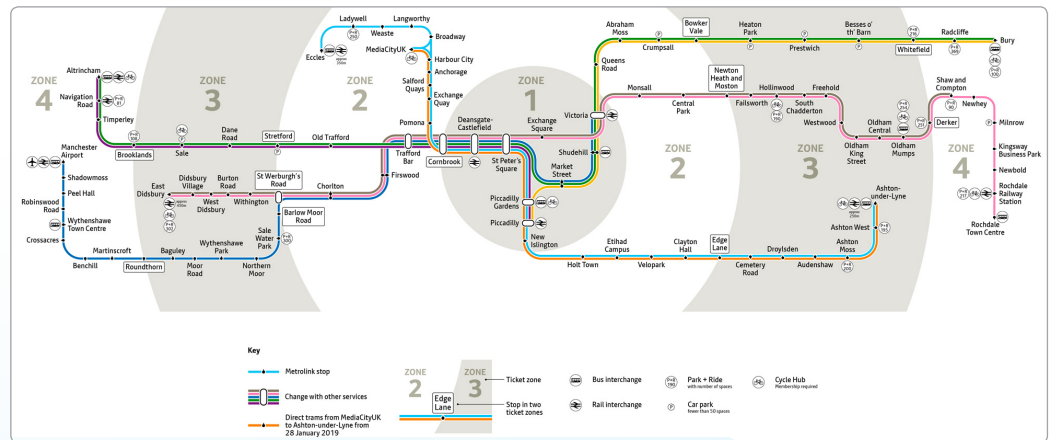 ZONE
4
ZONE
3
ZONE
2
ZONE
1
ZONE
2
ZONE
3
ZONE
4
Altrincham
Navigation
Road
Timperley
Brooklands
Sale
Dane
Road
Stretford
Old Trafford
Trafford
Bar
Cornbrook
Deansgate-
Castlefield
St Peter's
Square
Manchester
Airport
Shadowmoss
Peel Hall
Robinswood
Road
Wythenshawe
Town Centre
Crossacres
Benchill
Martinscroft
Roundthorn
Baguley
Moor
Road
Wythenshawe
Park
Northern
Moor
Sale
Water
Park
Barlow Moor
Road
St Werburgh's
Road
East
Didsbury
Didsbury
Village
West
Didsbury
Burton
Road
Withington
Chorlton
Firswood
Eccles
Ladywell
Weaste
Langworthy
Broadway
MediaCityUK
Harbour City
Anchorage
Salford
Quays
Exchange
Quay
Pomona
Exchange
Square
Victoria
Shudehill
Market
Street
Piccadilly
Gardens
Piccadilly
New
Islington
Holt Town
Etihad
Campus
Velopark
Clayton
Hall
Edge
Lane
Cemetery
Road
Droylsden
Audenshaw
Ashton
Moss
Ashton West
Ashton-
under-Lyne
Queens
Road
Abraham
Moss
Crumpsall
Bowker
Vale
Heaton
Park
Prestwich
Besses o'
th' Barn
Whitefield
Radcliffe
Bury
Monsall
Central
Park
Newton
Heath and
Moston
Failsworth
Hollinwood
South
Chadderton
Freehold
Westwood
Oldham
King
Street
Oldham
Central
Oldham
Mumps
Derker
Shaw and
Crompton
Newhey
Milnrow
Kingsway
Business Park
Newbold
Rochdale
Railway
Station
Rochdale
Town Centre
Key
Metrolink stop
Change with other services
Direct trams from MediaCityUK
to Ashton-under-Lyne from
28 January 2019
ZONE
2
ZONE
3
Edge
Lane
Ticket zone
Stop in two
ticket zones
Bus interchange
Rail interchange
P+R
190
Park + Ride
with number of spaces
P
Car park
fewer than 50 spaces
Cycle Hub
Membership required